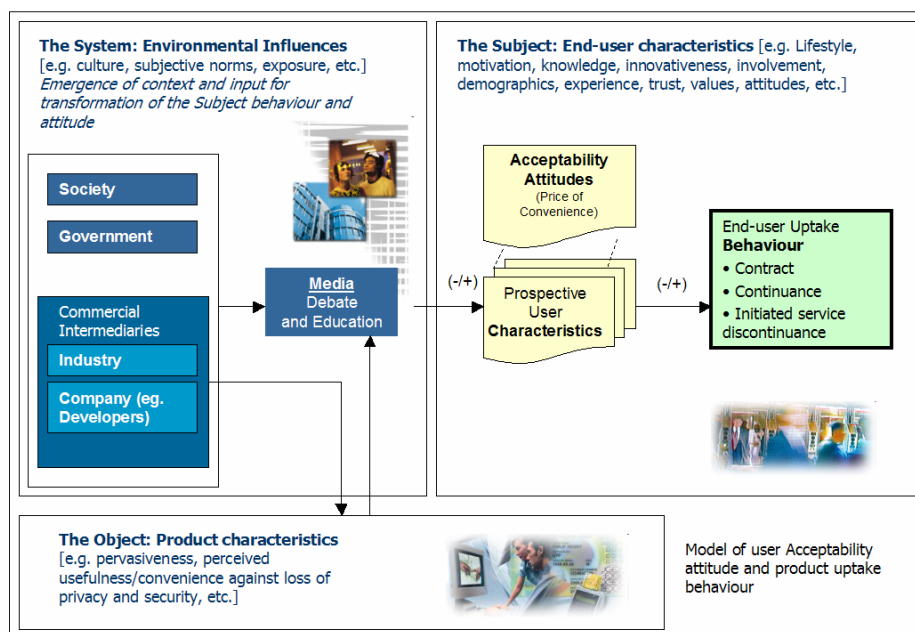 The System: Environmental Influences
[e.g. culture, subjective norms, exposure, etc.]
Emergence of context and input for
transformation of the Subject behaviour and
attitude
Society
Government
Commercial
Intermediaries
Industry
Company (eg.
Developers)
Media
Debate
and Education
The Subject: End-user characteristics [e.g. Lifestyle,
motivation, knowledge, innovativeness, involvement,
demographics, experience, trust, values, attitudes, etc.]
Acceptability
Attitudes
(Price of
Convenience)
(-/+)
Prospective
User
Characteristics
(-/+)
End-user Uptake
Behaviour
• Contract
• Continuance
• Initiated service
discontinuance
The Object: Product characteristics
[e.g. pervasiveness, perceived
usefulness/convenience against loss of
privacy and security, etc.]
Model of user Acceptability
attitude and product uptake
behaviour